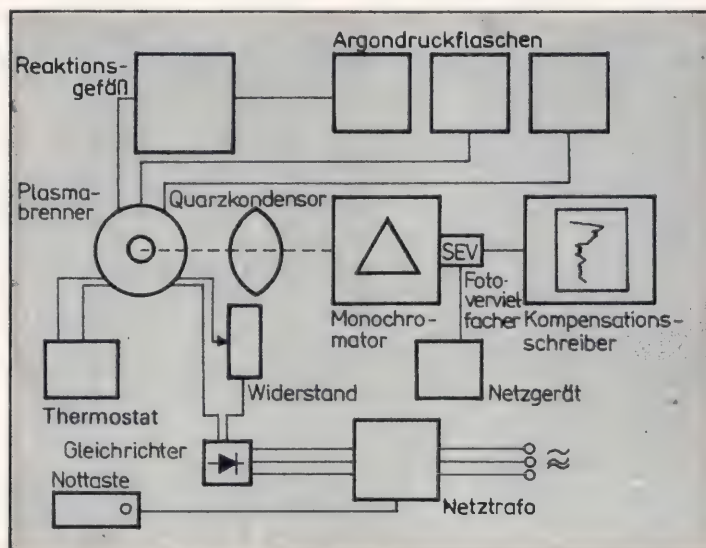 Argondruckflaschen
Reaktions-
gefäß
Plasma-
brenner
Quarzkondensor
SEV
Foto-
verviet
facher
Monochro-
mator
Kompensations-
schreiber
Thermostat
Widerstand
Netzgerät
Gleichrichter
Nottaste
Netztrafo